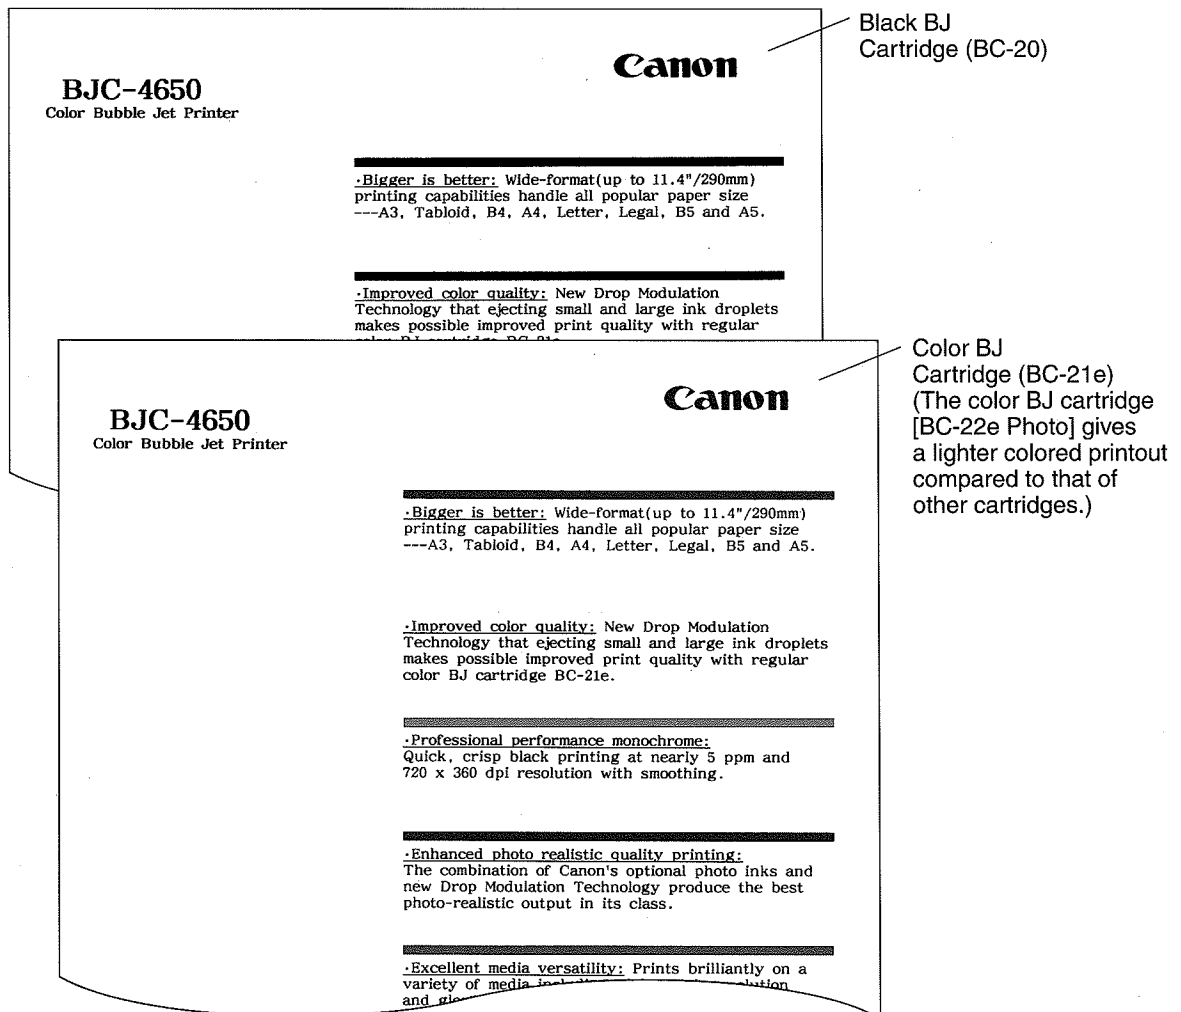 Black BJ
Cartridge (BC-20)
Canon
BJC-4650
Color Bubble Jet Printer
·Bigger is better: Wide-format(up to 11.4"/290mm)
printing capabilities handle all popular paper size
---A3, Tabloid, B4, A4, Letter, Legal, B5 and A5.
·Improved color quality: New Drop Modulation
Technology that ejecting small and large ink droplets
makes possible improved print quality with regular
color BJ cartridge BC-21e
Color BJ
Cartridge (BC-21e)
(The color BJ cartridge
[BC-22e Photo] gives
a lighter colored printout
compared to that of
other cartridges.)
Canon
BJC-4650
Color Bubble Jet Printer
·Bigger is better: Wide-format(up to 11.4"/290mm)
printing capabilities handle all popular paper size
---A3, Tabloid, B4, A4, Letter, Legal, B5 and A5.
·Improved color quality: New Drop Modulation
Technology that ejecting small and large ink droplets
makes possible improved print quality with regular
color BJ cartridge BC-21e.
·Professional performance monochrome:
Quick, crisp black printing at nearly 5 ppm and
720 x 360 dpi resolution with smoothing.
·Enhanced photo realistic quality printing:
The combination of Canon's optional photo inks and
new Drop Modulation Technology produce the best
photo-realistic output in its class.
·Excellent media versatility: Prints brilliantly on a
variety of media
and